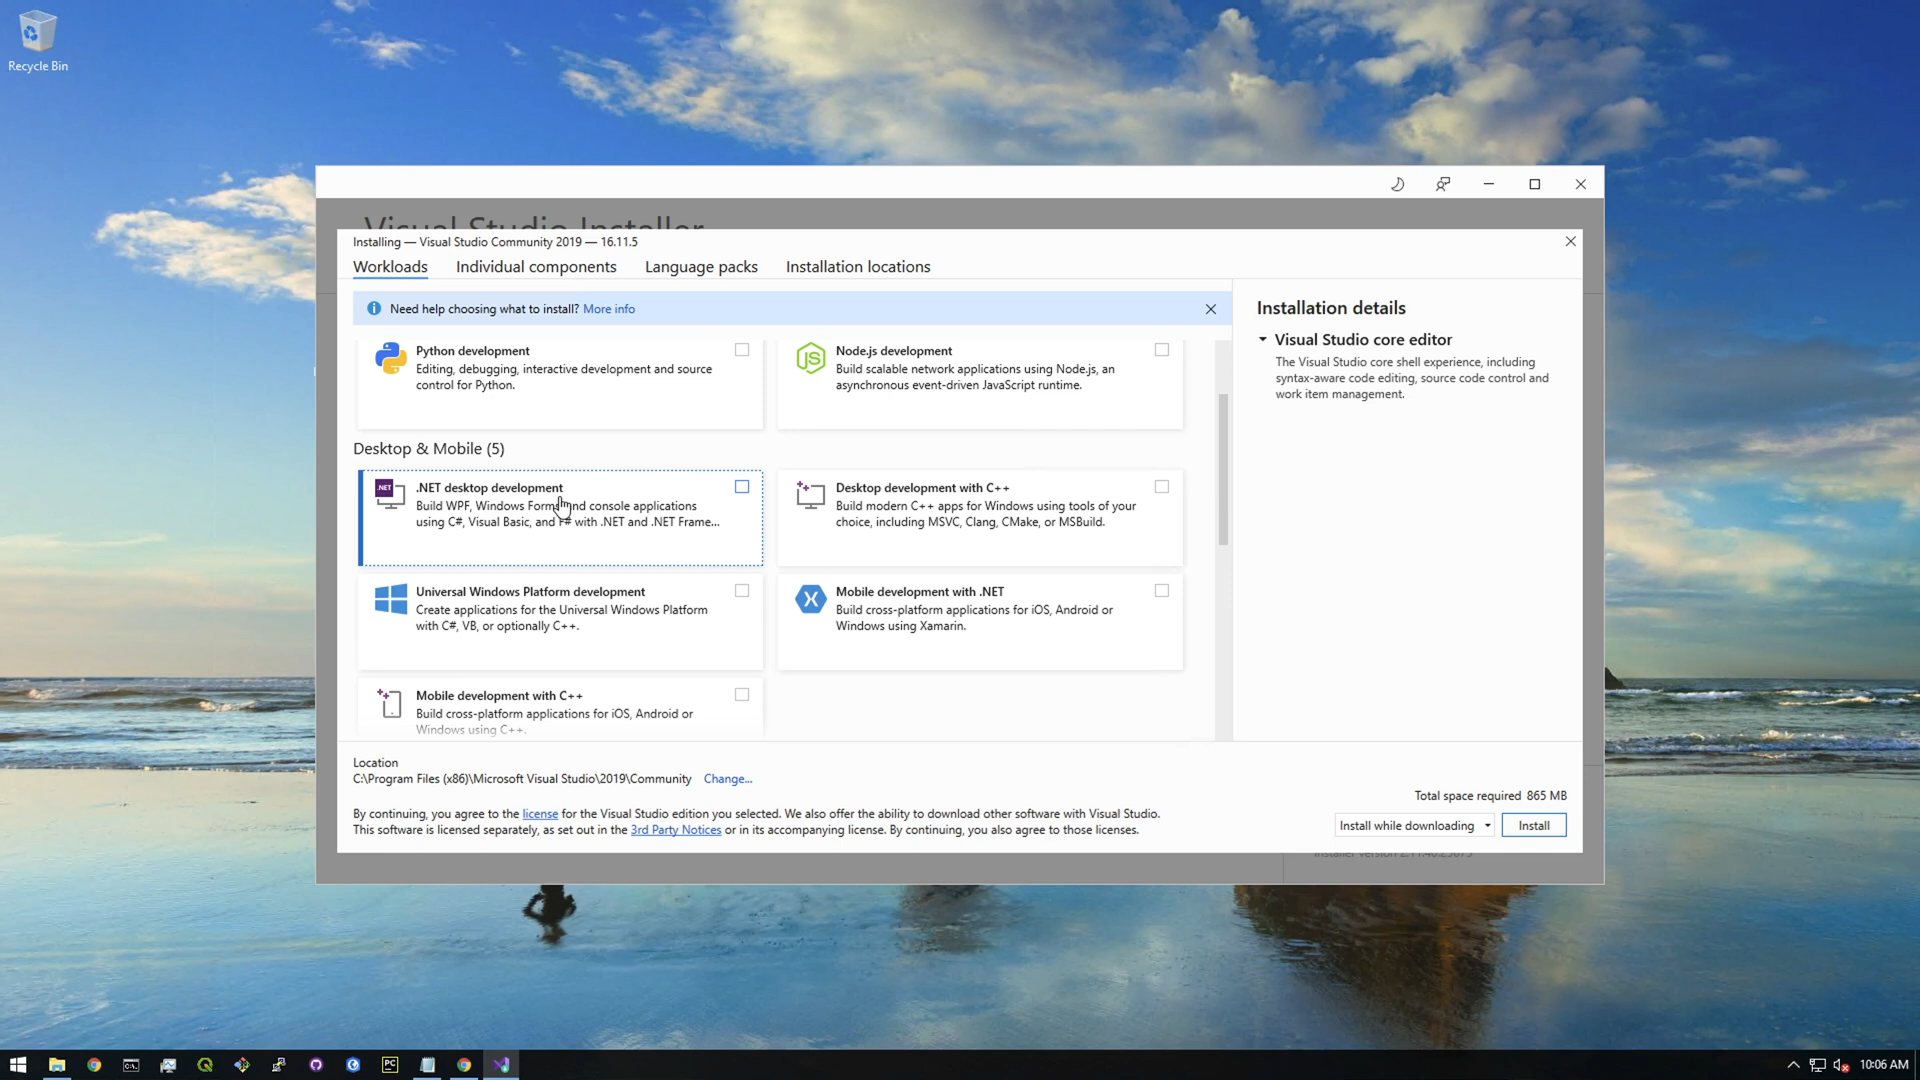 Recycle Bin
Visual Studio Installer
Installing — Visual Studio Community 2019 — 16.11.5
Workloads
Individual components
Language packs
Installation locations
Need help choosing what to install? More info
Python development
Editing, debugging, interactive development and source
control for Python.
JS
Node.js development
Build scalable network applications using Node.js, an
asynchronous event-driven JavaScript runtime.
Desktop & Mobile (5)
.NET
.NET desktop development
Build WPF, Windows Forms and console applications
using C#, Visual Basic, and F# with .NET and .NET Frame...
Desktop development with C++
Build modern C++ apps for Windows using tools of your
choice, including MSVC, Clang, CMake, or MSBuild.
Universal Windows Platform development
Create applications for the Universal Windows Platform
with C#, VB, or optionally C++.
Mobile development with .NET
Build cross-platform applications for iOS, Android or
Windows using Xamarin.
Mobile development with C++
Build cross-platform applications for iOS, Android or
Windows using C++.
Installation details
Visual Studio core editor
The Visual Studio core shell experience, including
syntax-aware code editing, source code control and
work item management.
Location
C:\Program Files (x86)\Microsoft Visual Studio\2019\Community Change...
By continuing, you agree to the license for the Visual Studio edition you selected. We also offer the ability to download other software with Visual Studio.
This software is licensed separately, as set out in the 3rd Party Notices or in its accompanying license. By continuing, you also agree to those licenses.
Total space required 865 MB
Install while downloading
Install
Installer version
PC
10:06 AM